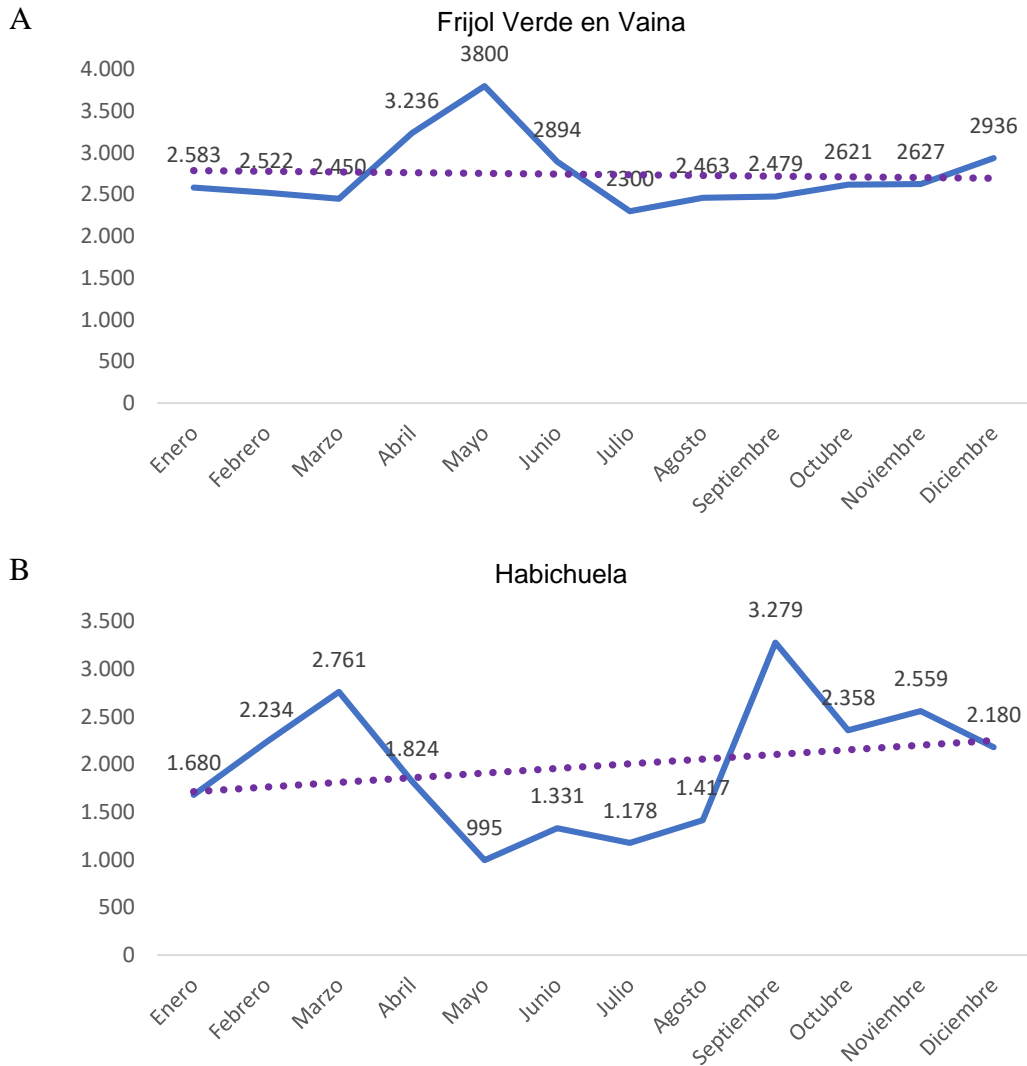 A
Frijol Verde en Vaina
4.000
3.500
3.000
2.500
2.000
1.500
1.000
500
0
2.583
2.522
2.450
3.236
3800
2894
2300
2.463
2.479
2621
2627
2936
Enero
Febrero
Marzo
Abril
Mayo
Junio
Julio
Agosto
Septiembre
Octubre
Noviembre
Diciembre
B
Habichuela
3.500
3.000
2.500
2.000
1.500
1.000
500
0
1.680
2.234
2.761
1.824
995
1.331
1.178
1.417
3.279
2.358
2.559
2.180
Enero
Febrero
Marzo
Abril
Mayo
Junio
Julio
Agosto
Septiembre
Octubre
Noviembre
Diciembre